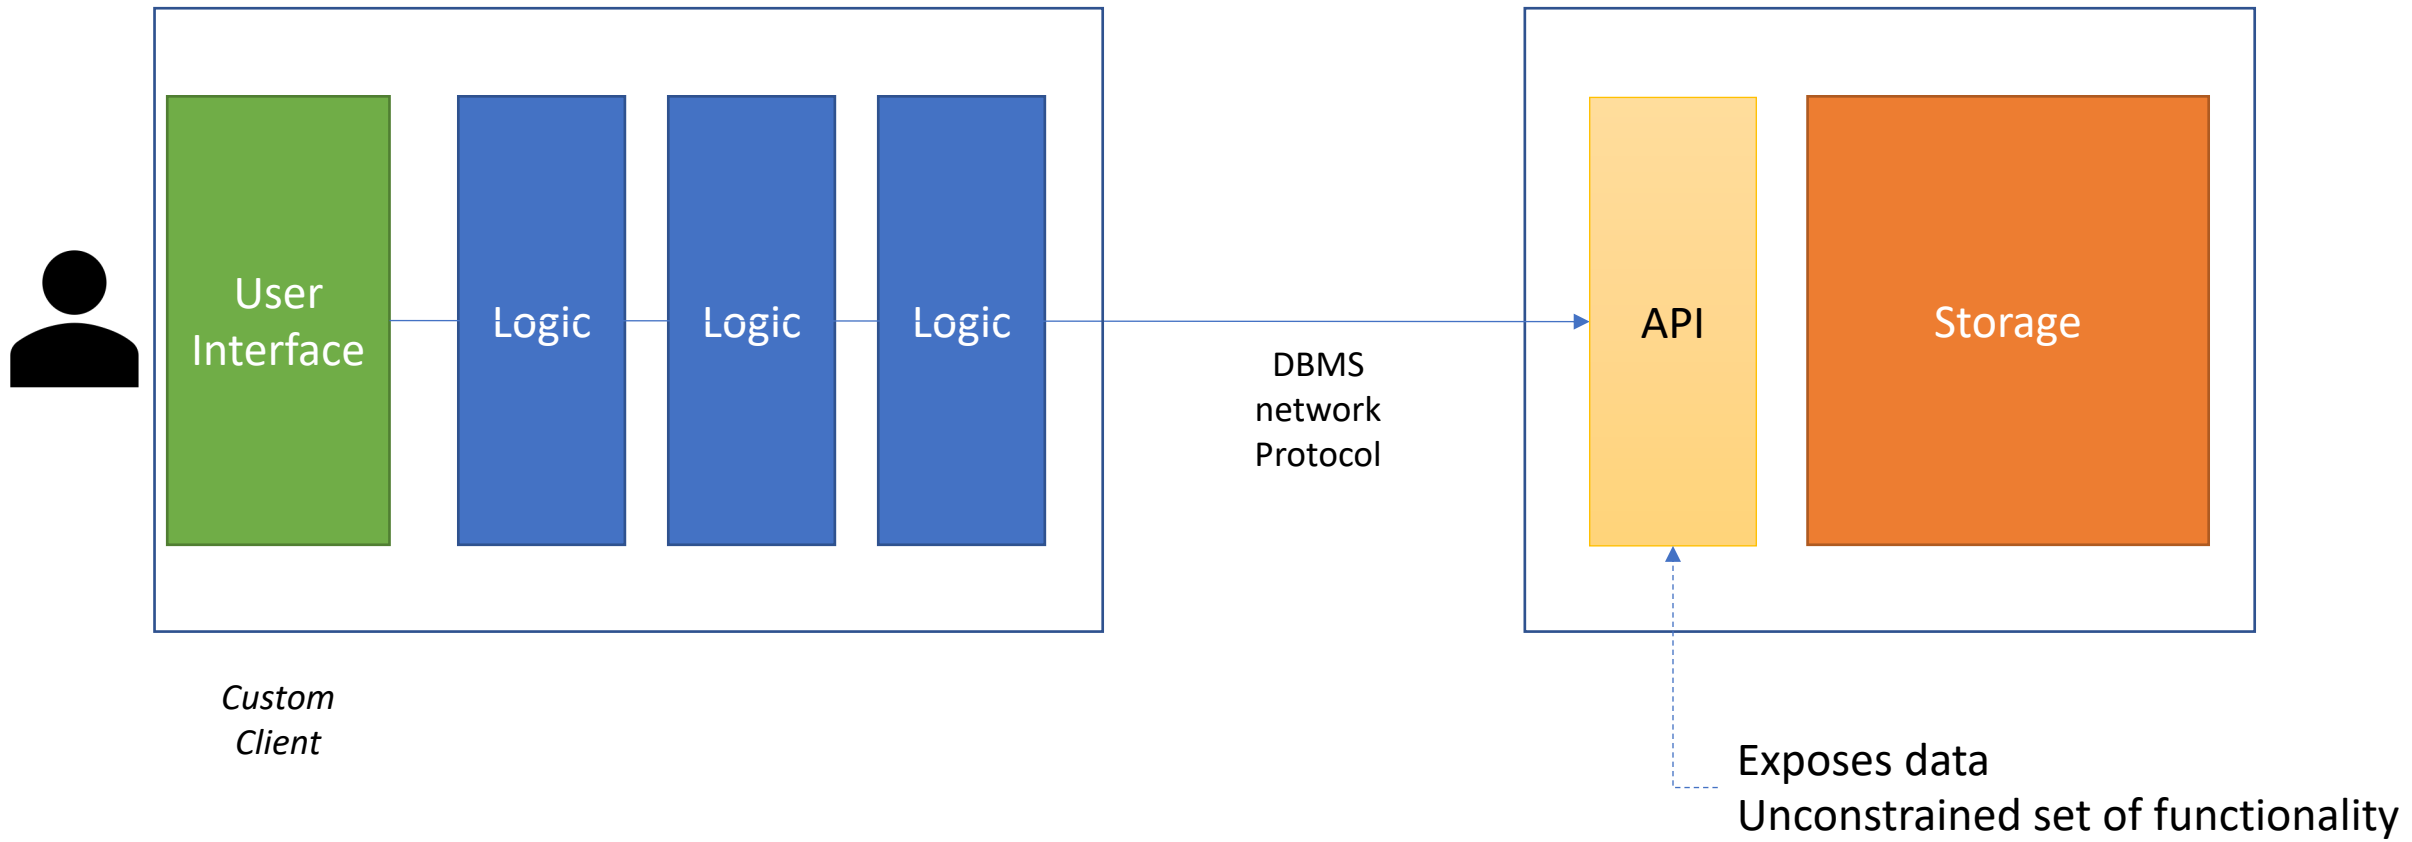 User
Interface
Logic
Logic
Logic
DBMS
network
Protocol
API
Storage
Custom
Client
Exposes data
Unconstrained set of functionality